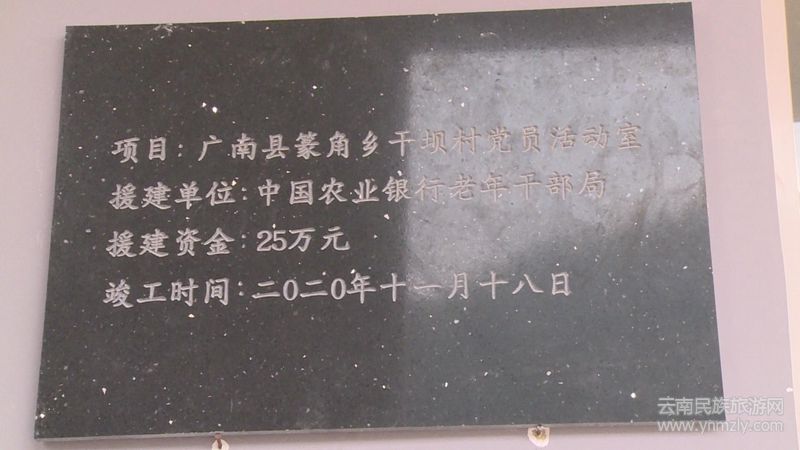 项目: 广南县篆角乡干坝村党员活动室
援建单位: 中国农业银行老年干部局
援建资金: 25万元
竣工时间: 二0二0年十一月十八日
云南民族旅游网
www.ynmzly.com